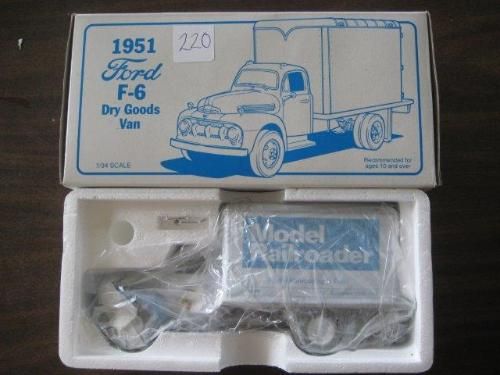 1951
Ford
F-6
Dry Goods
Van
220
1/34 SCALE
Recommended for
ages 10 and over
Model
Railroader